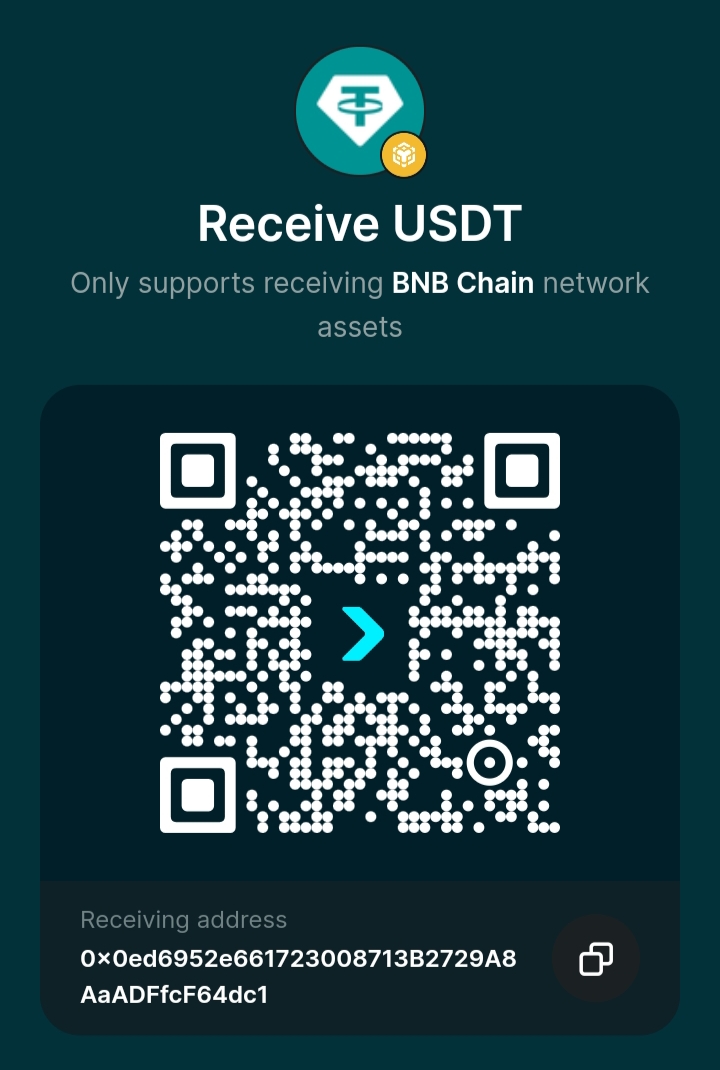 Receive USDT
Only supports receiving BNB Chain network
assets
Receiving address
0x0ed6952e661723008713B2729A8
AaADFfcF64dc1